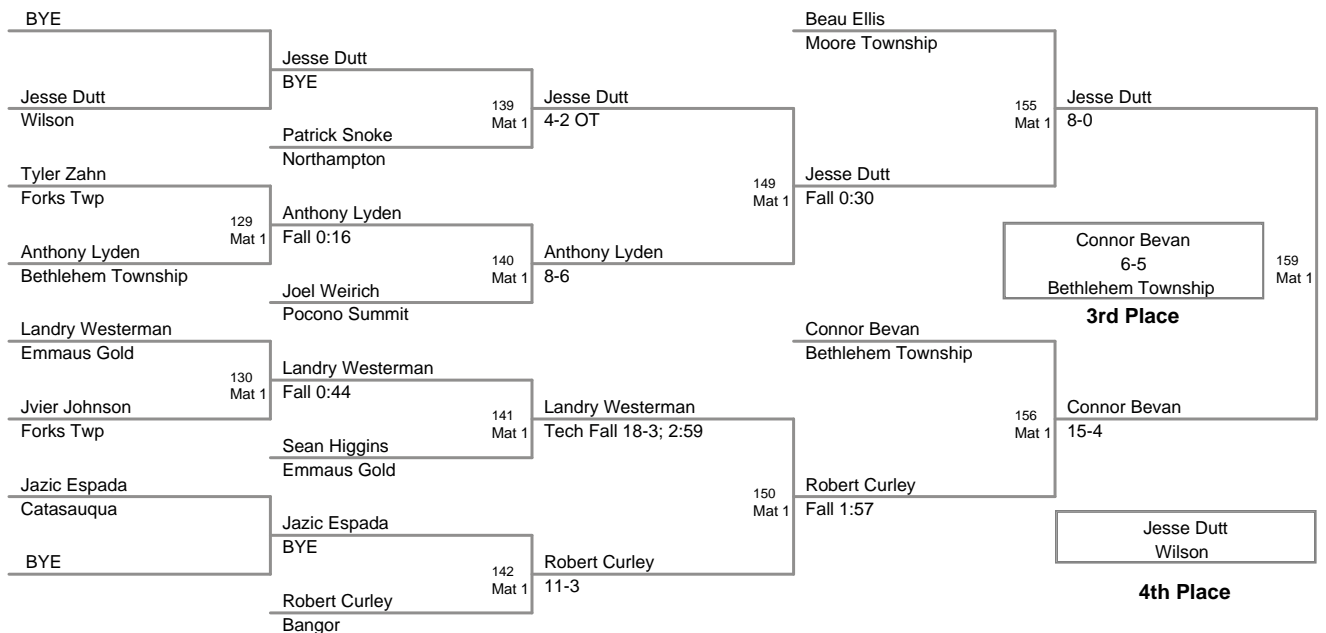 BYE
Jesse Dutt
Wilson
Tyler Zahn
Forks Twp
129
Mat 1
Anthony Lyden
Bethlehem Township
Landry Westerman
Emmaus Gold
130
Mat 1
Jvier Johnson
Forks Twp
Jazic Espada
Catasauqua
BYE
Jesse Dutt
BYE
139
Mat 1
Patrick Snoke
Northampton
Anthony Lyden
Fall 0:16
140
Mat 1
Joel Weirich
Pocono Summit
Landry Westerman
Fall 0:44
141
Mat 1
Sean Higgins
Emmaus Gold
Jazic Espada
BYE
142
Mat 1
Robert Curley
Bangor
Jesse Dutt
4-2 OT
149
Mat 1
Anthony Lyden
8-6
Landry Westerman
Tech Fall 18-3; 2:59
150
Mat 1
Robert Curley
11-3
Beau Ellis
Moore Township
155
Mat 1
Jesse Dutt
Fall 0:30
Connor Bevan
Bethlehem Township
156
Mat 1
Robert Curley
Fall 1:57
Jesse Dutt
8-0
159
Mat 1
Connor Bevan
15-4
Connor Bevan
6-5
Bethlehem Township
3rd Place
Jesse Dutt
Wilson
4th Place